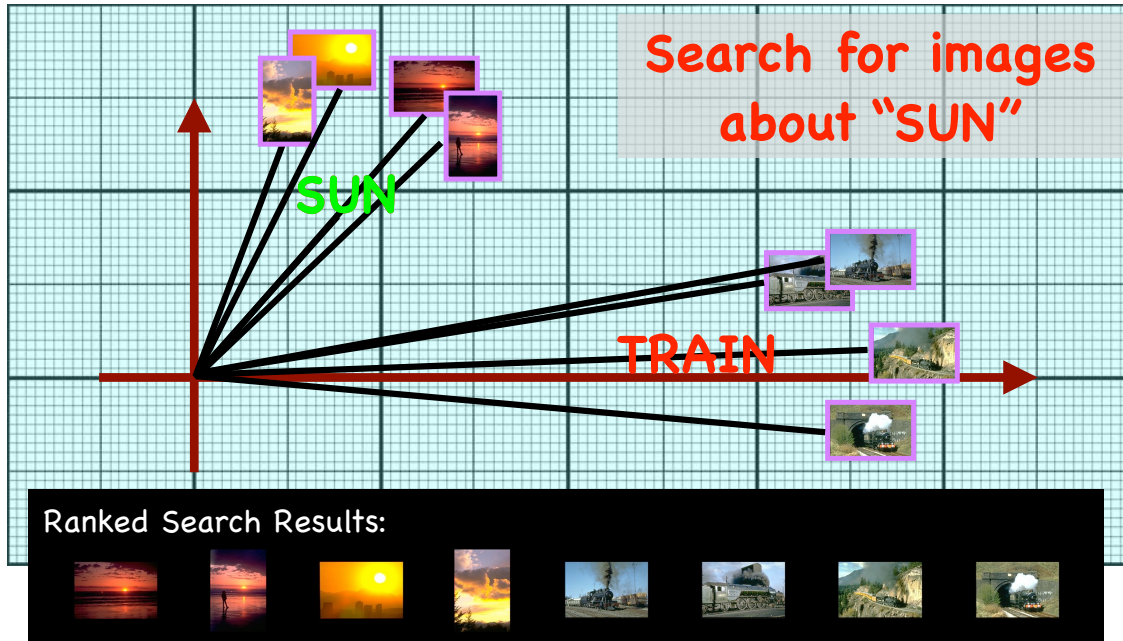 Search for images
about “SUN”
SUN
TRAIN
Ranked Search Results: